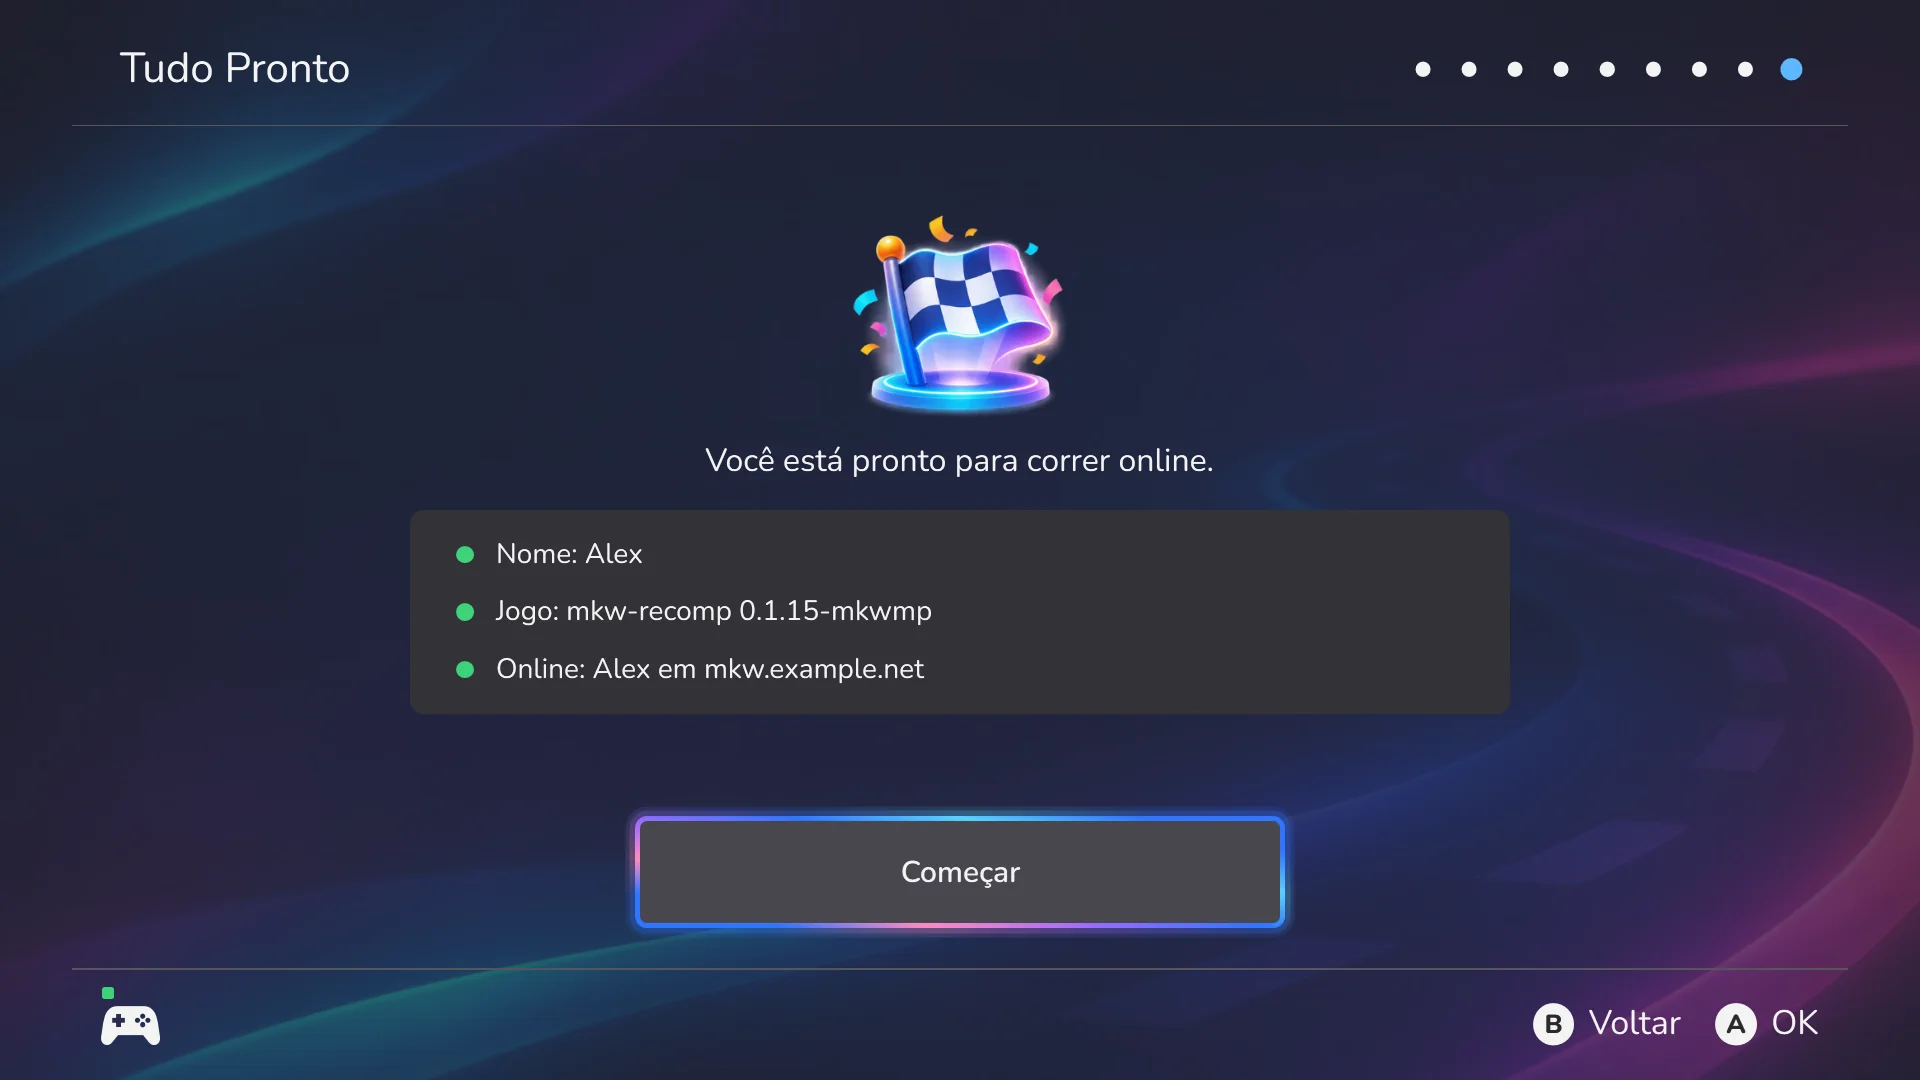 Tudo Pronto
Você está pronto para correr online.
Nome: Alex
Jogo: mkw-recomp 0.1.15-mkwmp
Online: Alex em mkw.example.net
Começar
B Voltar A OK